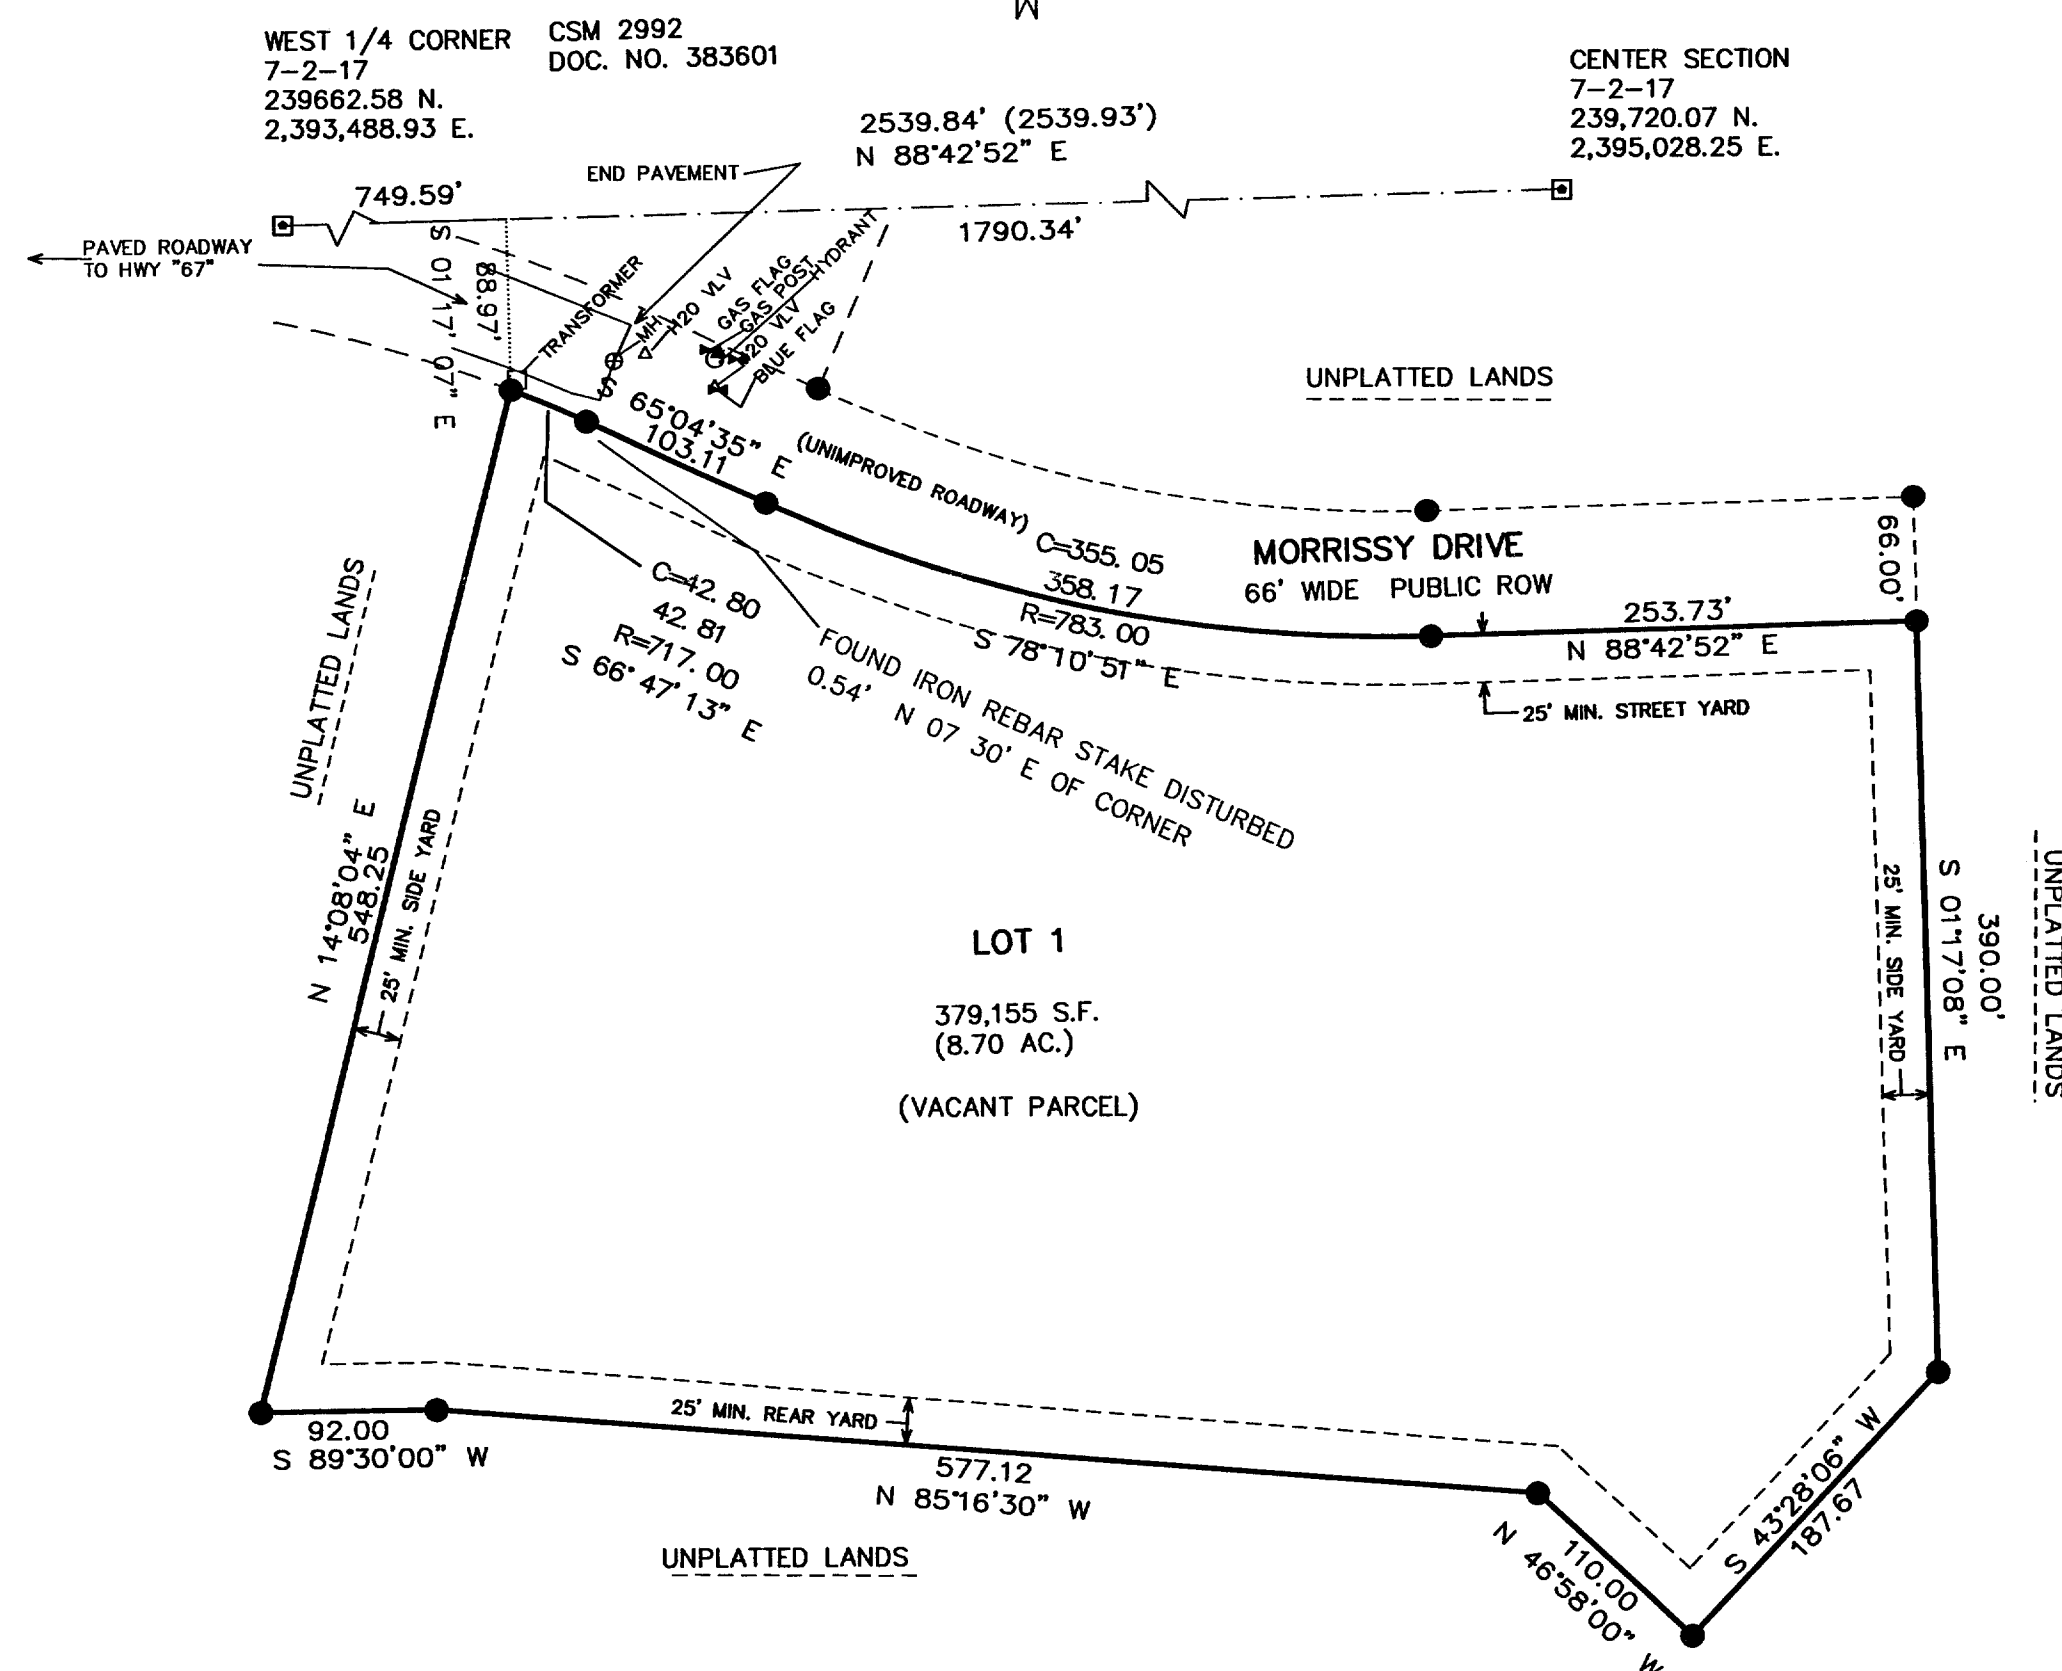 WEST 1/4 CORNER
7-2-17
239662.58 N.
2,393,488.93 E.
CSM 2992
DOC. NO. 383601
2539.84' (2539.93')
N 88°42'52" E
CENTER SECTION
7-2-17
239,720.07 N.
2,395,028.25 E.
END PAVEMENT
749.59'
1790.34'
PAVED ROADWAY
TO HWY "67"
S 01 17' 07" E
88.97'
TRANSFORMER
MH
H20 VLV
GAS FLAG
GAS POST
HYDRANT
H20 VLV
BLUE FLAG
S 65°04'35" E
103.11
(UNIMPROVED ROADWAY)
UNPLATTED LANDS
C=355.05
358.17
R=783.00
S 78°10'51" E
MORRISSY DRIVE
66' WIDE PUBLIC ROW
66.00'
253.73'
N 88°42'52" E
25' MIN. STREET YARD
C=42.80
42.81
R=717.00
S 66°47'13" E
FOUND IRON REBAR STAKE DISTURBED
0.54' N 07 30' E OF CORNER
UNPLATTED LANDS
N 14°08'04" E
548.25
25' MIN. SIDE YARD
LOT 1
379,155 S.F.
(8.70 AC.)
(VACANT PARCEL)
25' MIN. SIDE YARD
S 01°17'08" E
390.00'
UNPLATTED LANDS
25' MIN. REAR YARD
92.00
S 89°30'00" W
577.12
N 85°16'30" W
UNPLATTED LANDS
110.00
N 46°58'00" W
S 43°28'06" W
187.67